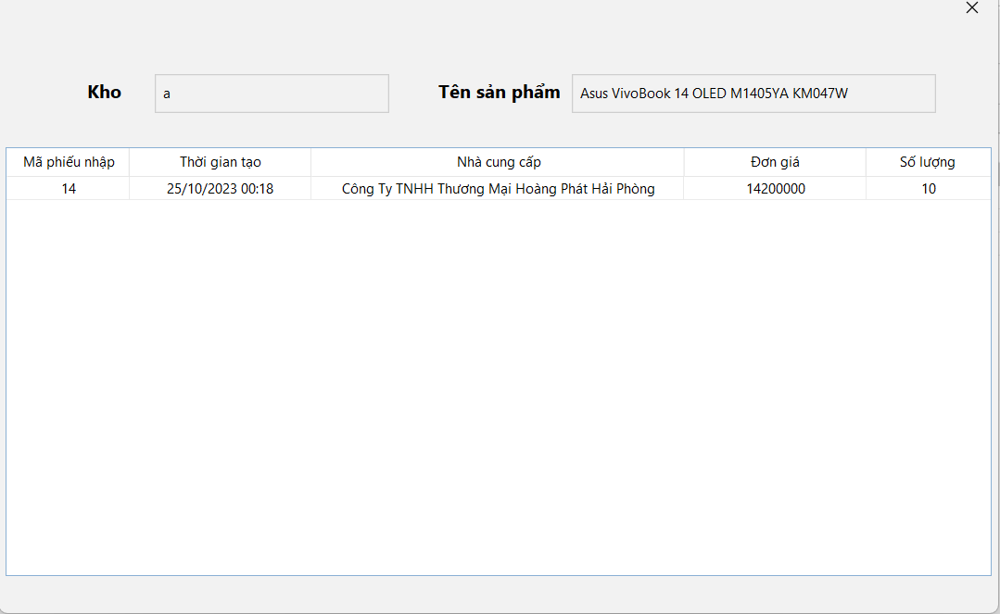 Kho a Tên sản phẩm Asus VivoBook 14 OLED M1405YA KM047W
Mã phiếu nhập Thời gian tạo Nhà cung cấp Đơn giá Số lượng
14 25/10/2023 00:18 Công Ty TNHH Thương Mại Hoàng Phát Hải Phòng 14200000 10